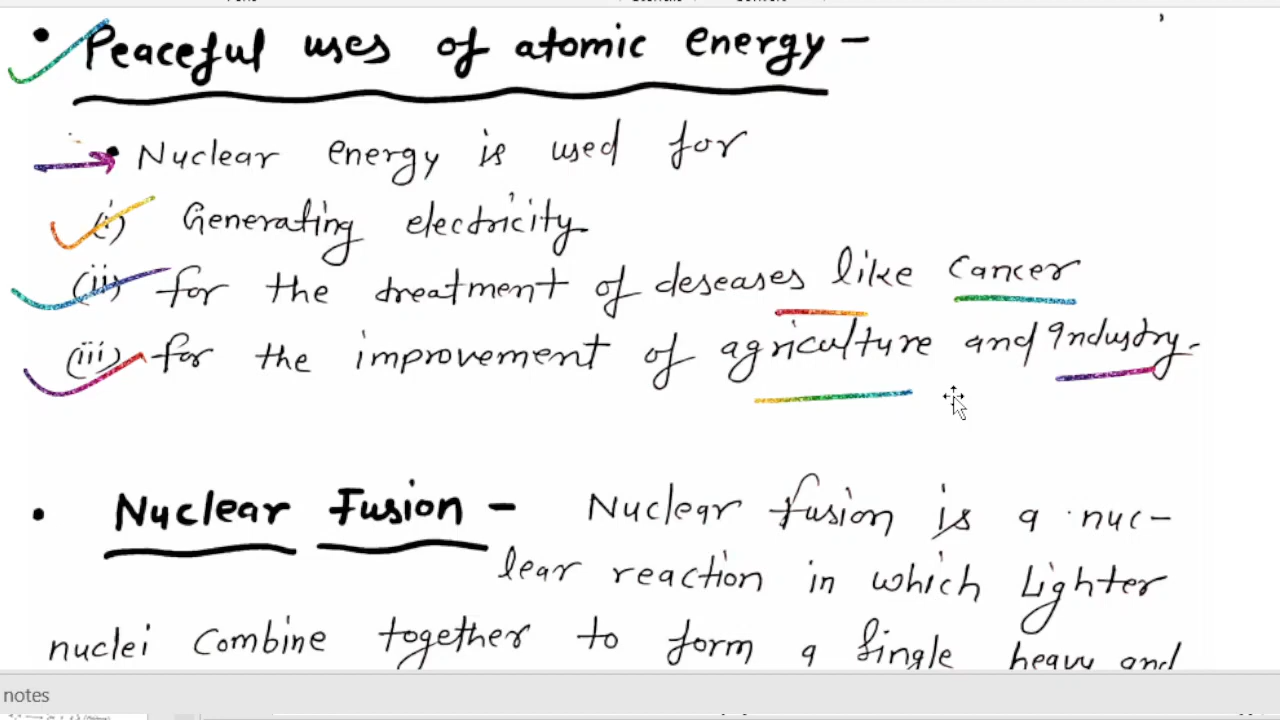 • Peaceful uses of atomic energy -
• Nuclear energy is used for
(i) Generating electricity
(ii) for the treatment of deseases like cancer
(iii) for the improvement of agriculture and Industry.
• Nuclear Fusion - Nuclear fusion is a nuc-
lear reaction in which Lighter
nuclei combine together to form a single heavy and
notes